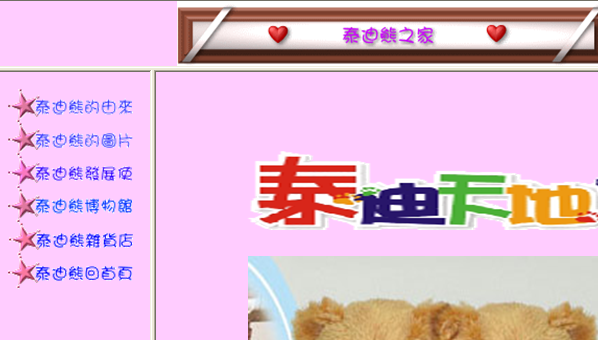 泰迪熊之家
泰迪熊的由來
泰迪熊的圖片
泰迪熊發展史
泰迪熊博物館
泰迪熊雜貨店
泰迪熊回首頁
泰迪天地